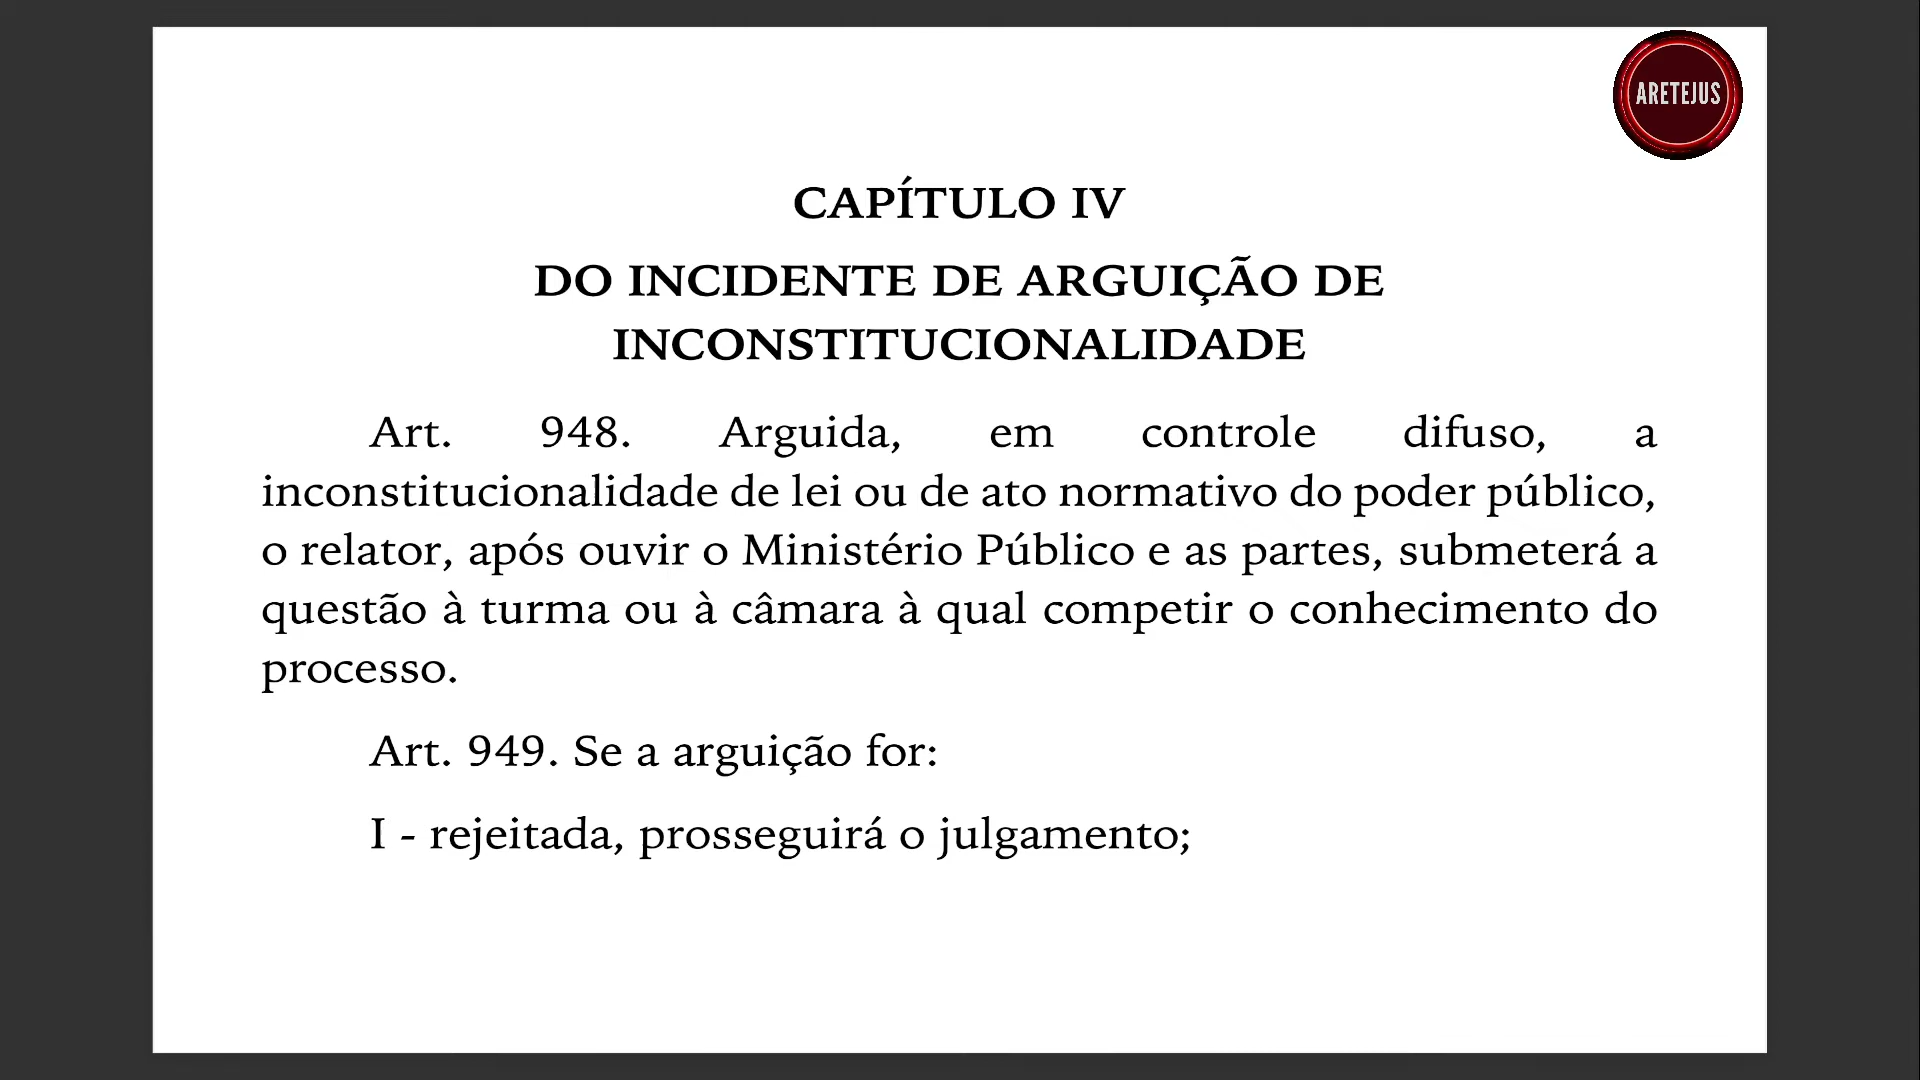 ARETEJUS
CAPÍTULO IV
DO INCIDENTE DE ARGUIÇÃO DE
INCONSTITUCIONALIDADE
Art. 948. Arguida, em controle difuso, a
inconstitucionalidade de lei ou de ato normativo do poder público,
o relator, após ouvir o Ministério Público e as partes, submeterá a
questão à turma ou à câmara à qual competir o conhecimento do
processo.
Art. 949. Se a arguição for:
I - rejeitada, prosseguirá o julgamento;